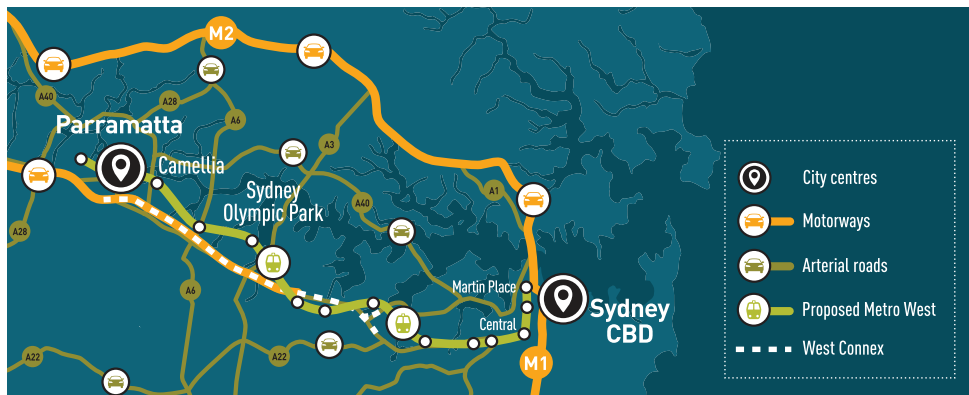 M2
A40
A28
A6
A3
Parramatta
Camellia
Sydney
Olympic Park
A40
A1
A28
A6
Martin Place
Central
Sydney
CBD
A22
A22
M1
City centres
Motorways
Arterial roads
Proposed Metro West
West Connex